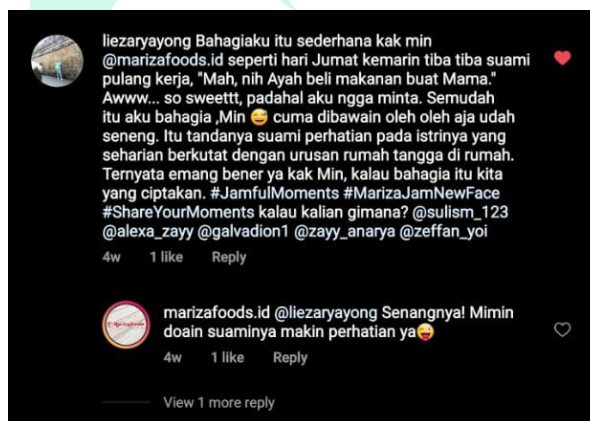 liezaryayong Bahagiaku itu sederhana kak min
@marizafoods.id seperti hari Jumat kemarin tiba tiba suami
pulang kerja, "Mah, nih Ayah beli makanan buat Mama."
Awww... so sweettt, padahal aku ngga minta. Semudah
itu aku bahagia ,Min 😅 cuma dibawain oleh oleh aja udah
seneng. Itu tandanya suami perhatian pada istrinya yang
seharian berkutat dengan urusan rumah tangga di rumah.
Ternyata emang bener ya kak Min, kalau bahagia itu kita
yang ciptakan. #JamfulMoments #MarizaJamNewFace
#ShareYourMoments kalau kalian gimana? @sulism_123
@alexa_zayy @galvadion1 @zayy_anarya @zeffan_yoi
4w 1 like Reply
marizafoods.id @liezaryayong Senangnya! Mimin
doain suaminya makin perhatian ya😜
4w 1 like Reply
View 1 more reply